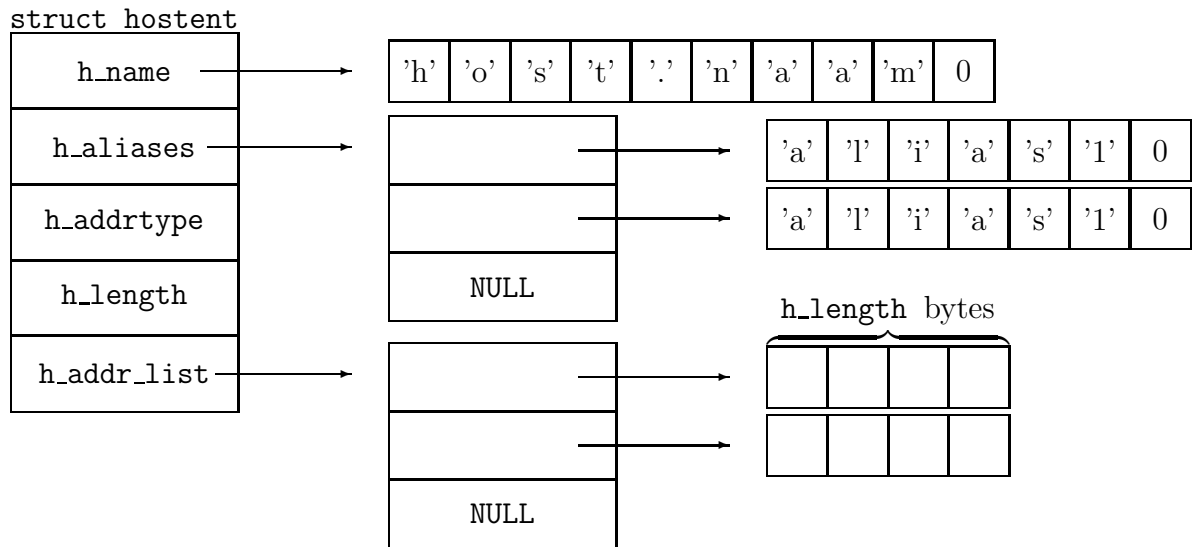 struct hostent
h_name 'h' 'o' 's' 't' '.' 'n' 'a' 'a' 'm' 0
h_aliases 'a' 'l' 'i' 'a' 's' '1' 0
h_addrtype 'a' 'l' 'i' 'a' 's' '1' 0
h_length NULL
h_length bytes
h_addr_list
NULL